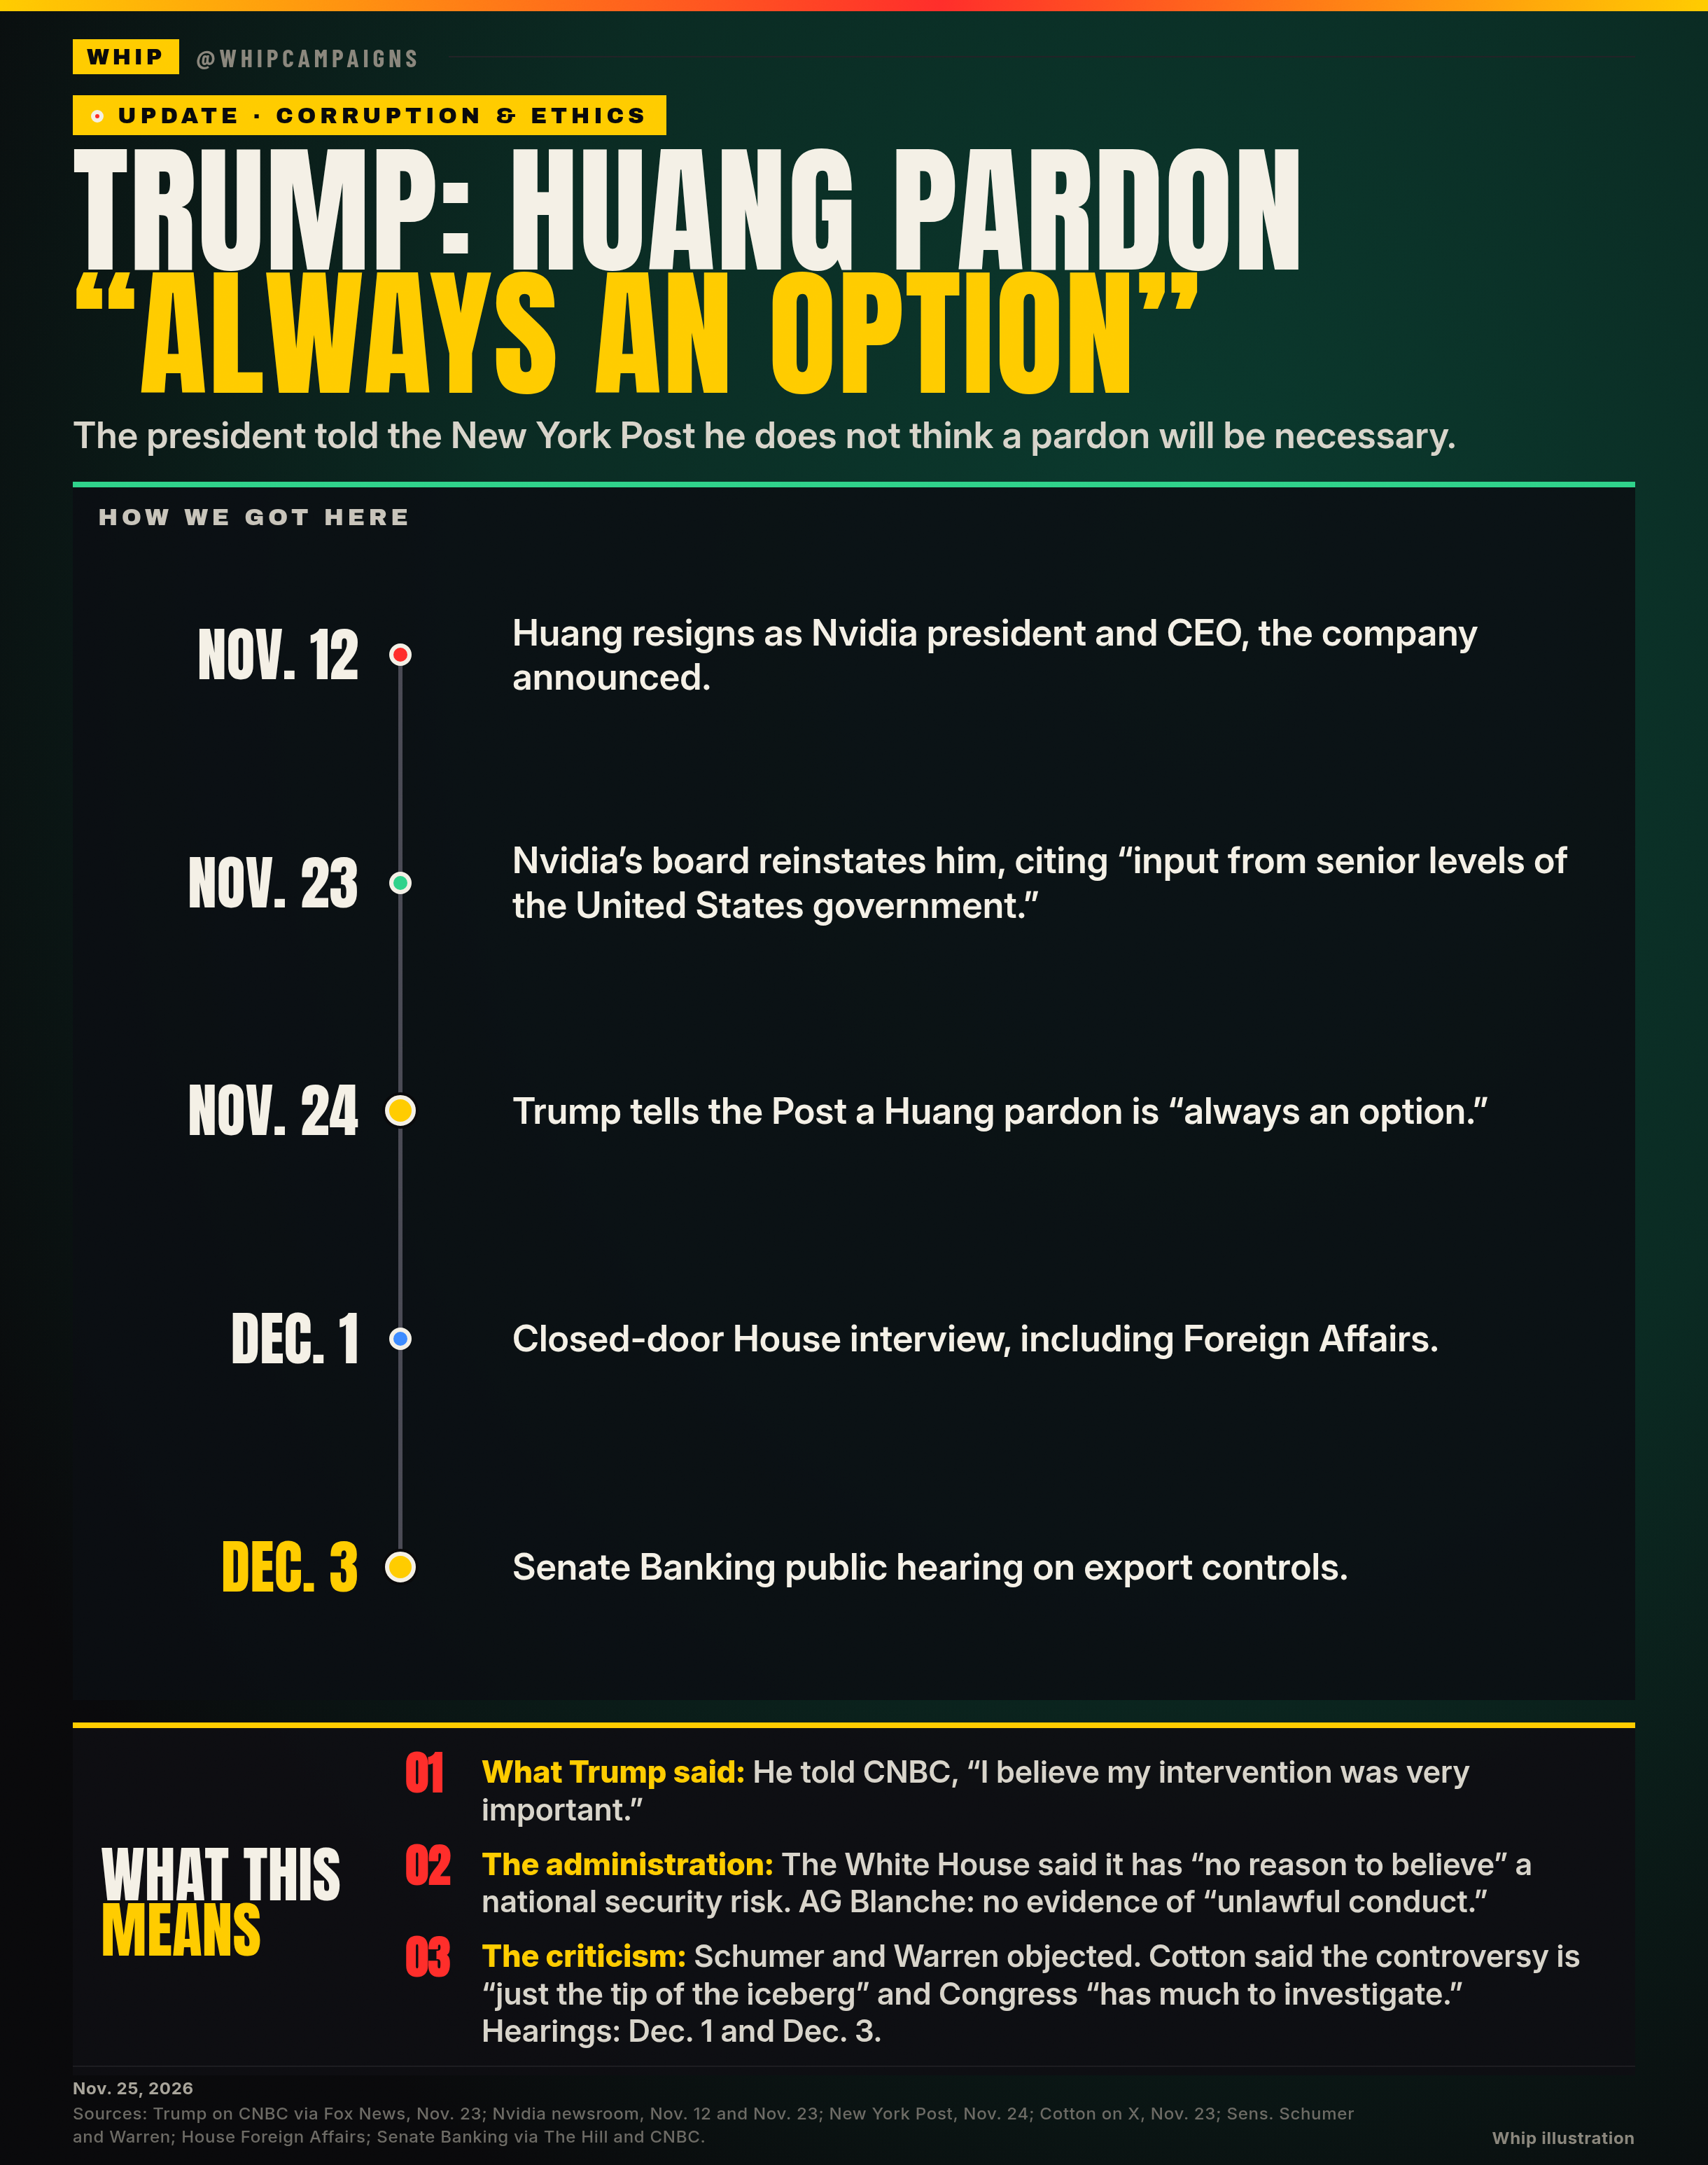 WHIP @WHIPCAMPAIGNS
UPDATE · CORRUPTION & ETHICS
TRUMP: HUANG PARDON
“ALWAYS AN OPTION”
The president told the New York Post he does not think a pardon will be necessary.
HOW WE GOT HERE
NOV. 12
Huang resigns as Nvidia president and CEO, the company
announced.
NOV. 23
Nvidia’s board reinstates him, citing “input from senior levels of
the United States government.”
NOV. 24
Trump tells the Post a Huang pardon is “always an option.”
DEC. 1
Closed-door House interview, including Foreign Affairs.
DEC. 3
Senate Banking public hearing on export controls.
WHAT THIS
MEANS
01
What Trump said: He told CNBC, “I believe my intervention was very
important.”
02
The administration: The White House said it has “no reason to believe” a
national security risk. AG Blanche: no evidence of “unlawful conduct.”
03
The criticism: Schumer and Warren objected. Cotton said the controversy is
“just the tip of the iceberg” and Congress “has much to investigate.”
Hearings: Dec. 1 and Dec. 3.
Nov. 25, 2026
Sources: Trump on CNBC via Fox News, Nov. 23; Nvidia newsroom, Nov. 12 and Nov. 23; New York Post, Nov. 24; Cotton on X, Nov. 23; Sens. Schumer
and Warren; House Foreign Affairs; Senate Banking via The Hill and CNBC.
Whip illustration